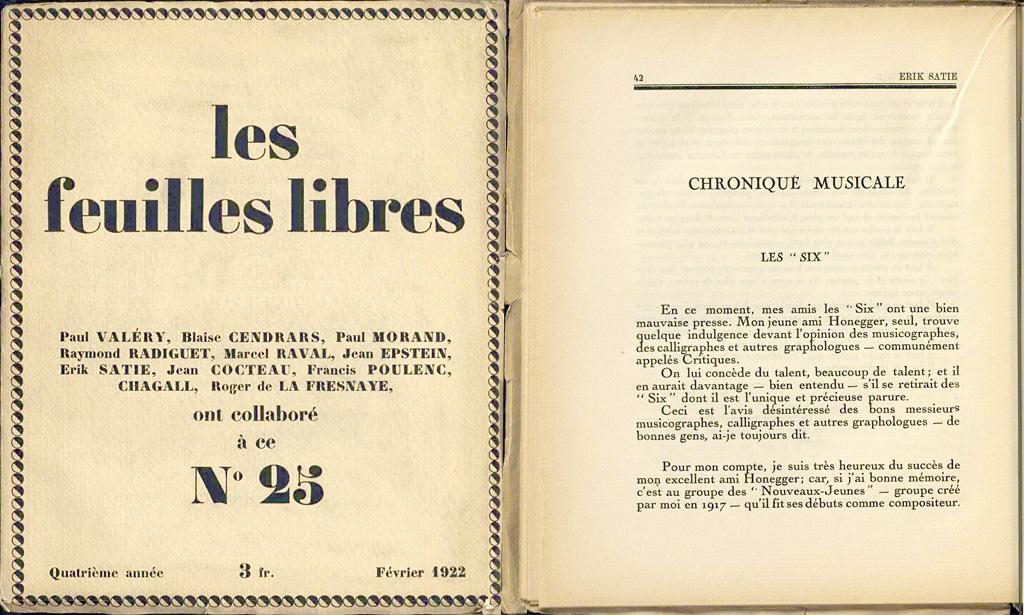 les
feuilles libres
Paul VALÉRY, Blaise CENDRARS, Paul MORAND,
Raymond RADIGUET, Marcel RAVAL, Jean EPSTEIN,
Erik SATIE, Jean COCTEAU, Francis POULENC,
CHAGALL, Roger de LA FRESNAYE,
ont collaboré
à ce
N° 25
Quatrième année 3 fr. Février 1922
42 ERIK SATIE
CHRONIQUE MUSICALE
LES "SIX"
En ce moment, mes amis les "Six" ont une bien
mauvaise presse. Mon jeune ami Honegger, seul, trouve
quelque indulgence devant l'opinion des musicographes,
des calligraphes et autres graphologues — communément
appelés Critiques.
On lui concède du talent, beaucoup de talent; et il
en aurait davantage — bien entendu — s'il se retirait des
"Six" dont il est l'unique et précieuse parure.
Ceci est l'avis désintéressé des bons messieurs
musicographes, calligraphes et autres graphologues — de
bonnes gens, ai-je toujours dit.
Pour mon compte, je suis très heureux du succès de
mon excellent ami Honegger; car, si j'ai bonne mémoire,
c'est au groupe des "Nouveaux-Jeunes" — groupe créé
par moi en 1917 — qu'il fit ses débuts comme compositeur.